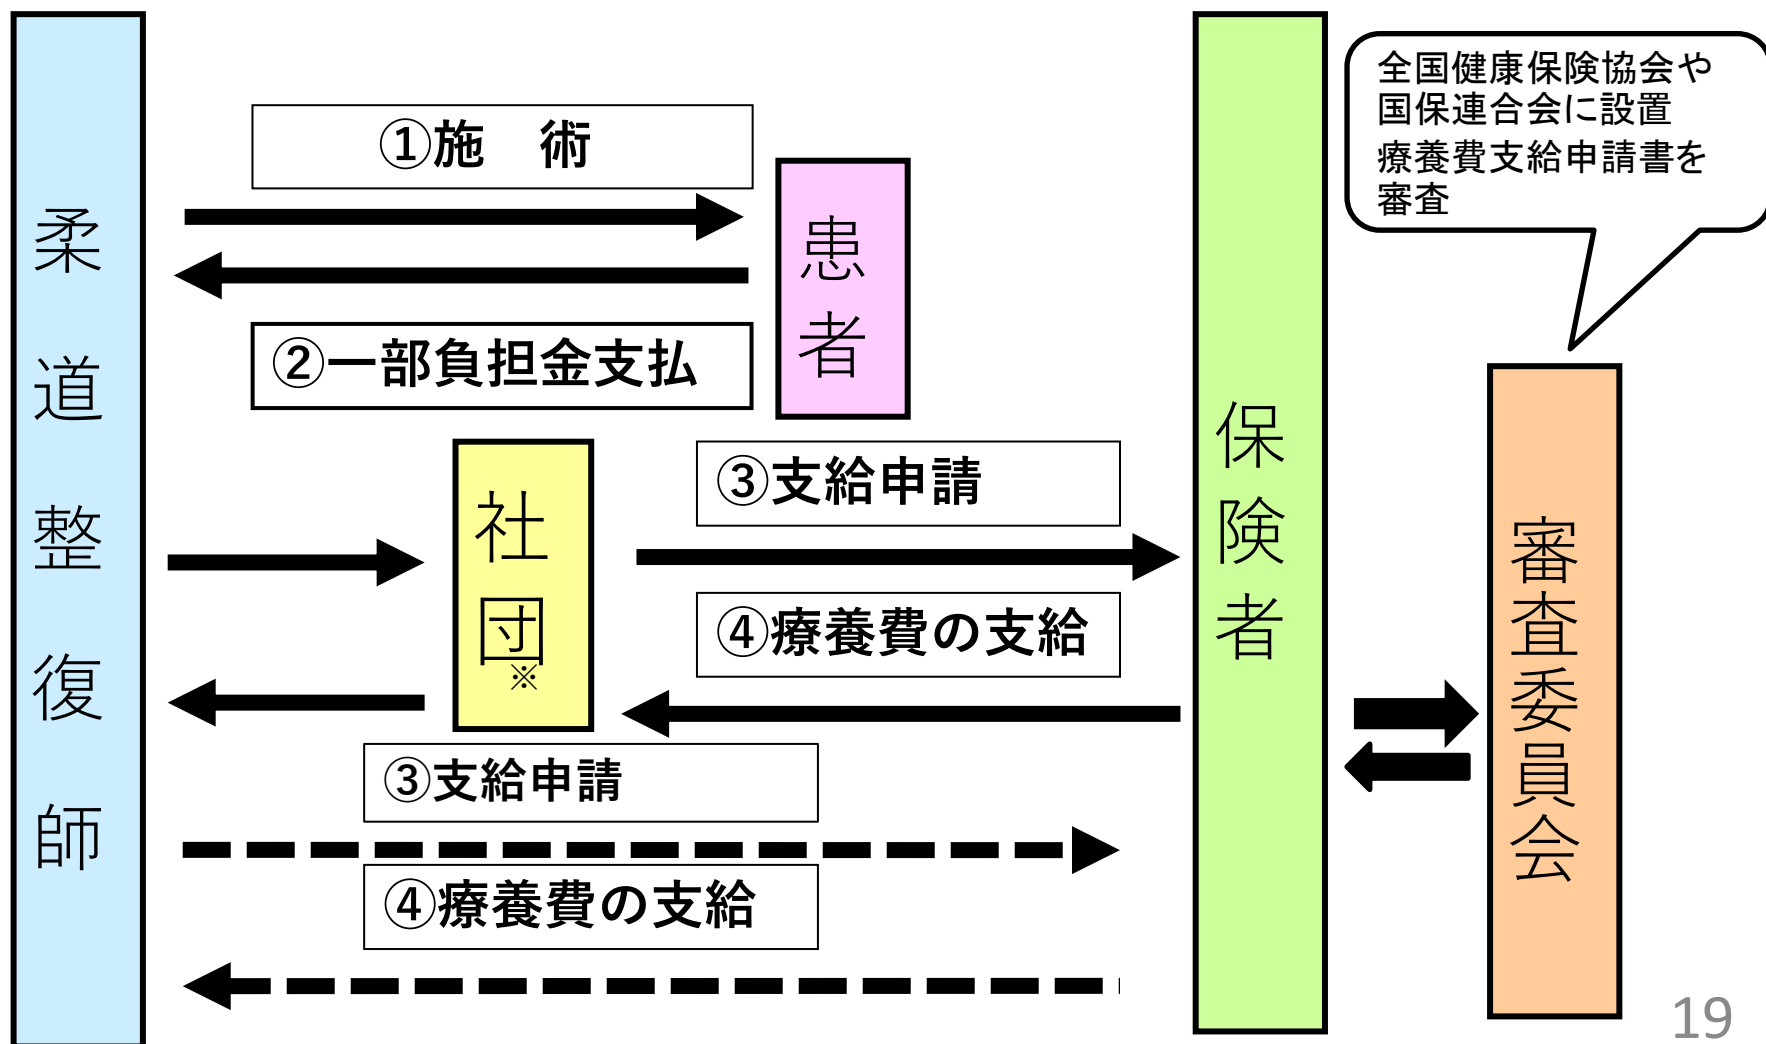 柔道整復師
①施　術
②一部負担金支払
患者
社団※
③支給申請
④療養費の支給
③支給申請
④療養費の支給
保険者
全国健康保険協会や
国保連合会に設置
療養費支給申請書を
審査
審査委員会
19